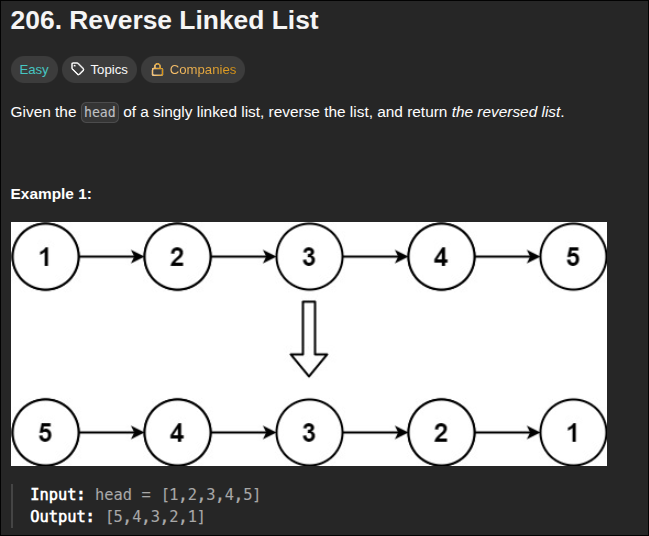 206. Reverse Linked List
Easy Topics Companies
Given the head of a singly linked list, reverse the list, and return the reversed list.
Example 1:
1 2 3 4 5
5 4 3 2 1
Input: head = [1,2,3,4,5]
Output: [5,4,3,2,1]